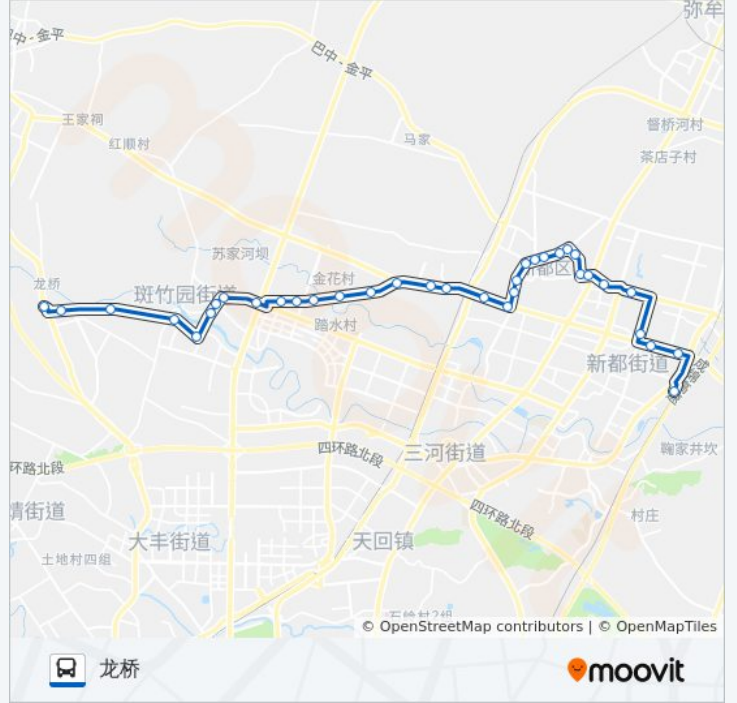 弥牟
巴中 - 金平
巴中 - 金平
王家祠
红顺村
马家
督桥河村
茶店子村
苏家河坝
龙桥
斑竹园街道
金花村
新都区
踏水村
新都街道
四环路北段
三河街道
鞠家井坎
环路北段
四环路北段
靖街道
村庄
大丰街道
天回镇
土地村四组
© OpenStreetMap contributors | © OpenMapTiles
龙桥
moovit